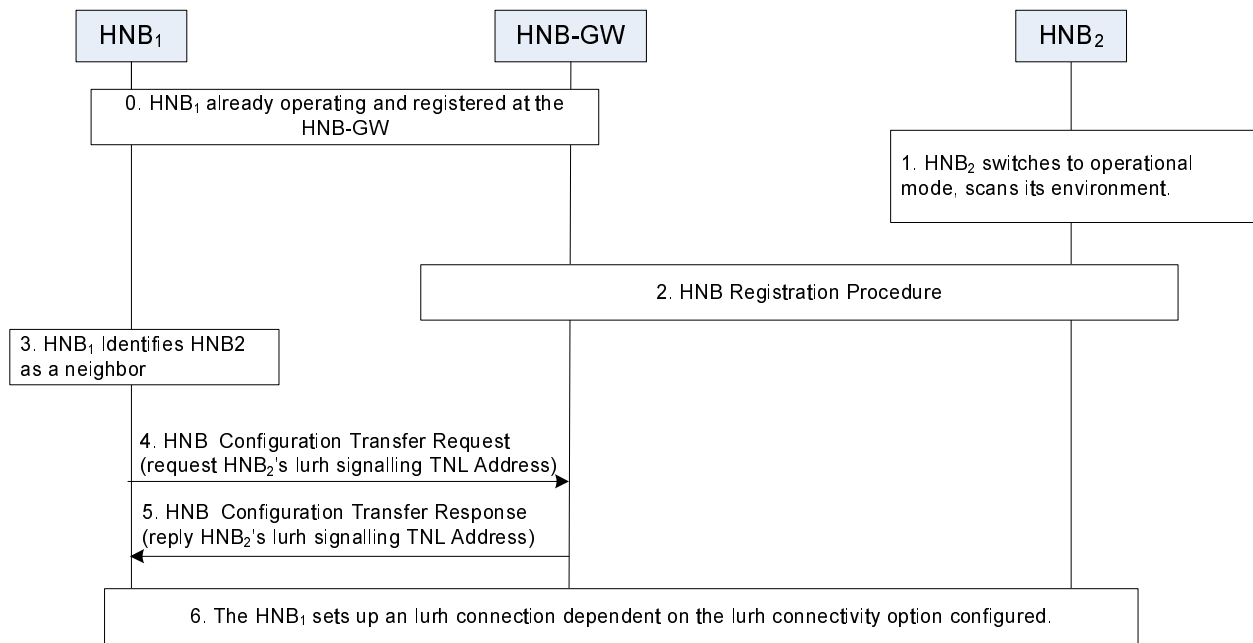 HNB₁ HNB-GW HNB₂
0. HNB₁ already operating and registered at the
HNB-GW
1. HNB₂ switches to operational
mode, scans its environment.
2. HNB Registration Procedure
3. HNB₁ Identifies HNB2
as a neighbor
4. HNB Configuration Transfer Request
(request HNB₂'s Iurh signalling TNL Address)
5. HNB Configuration Transfer Response
(reply HNB₂'s Iurh signalling TNL Address)
6. The HNB₁ sets up an Iurh connection dependent on the Iurh connectivity option configured.